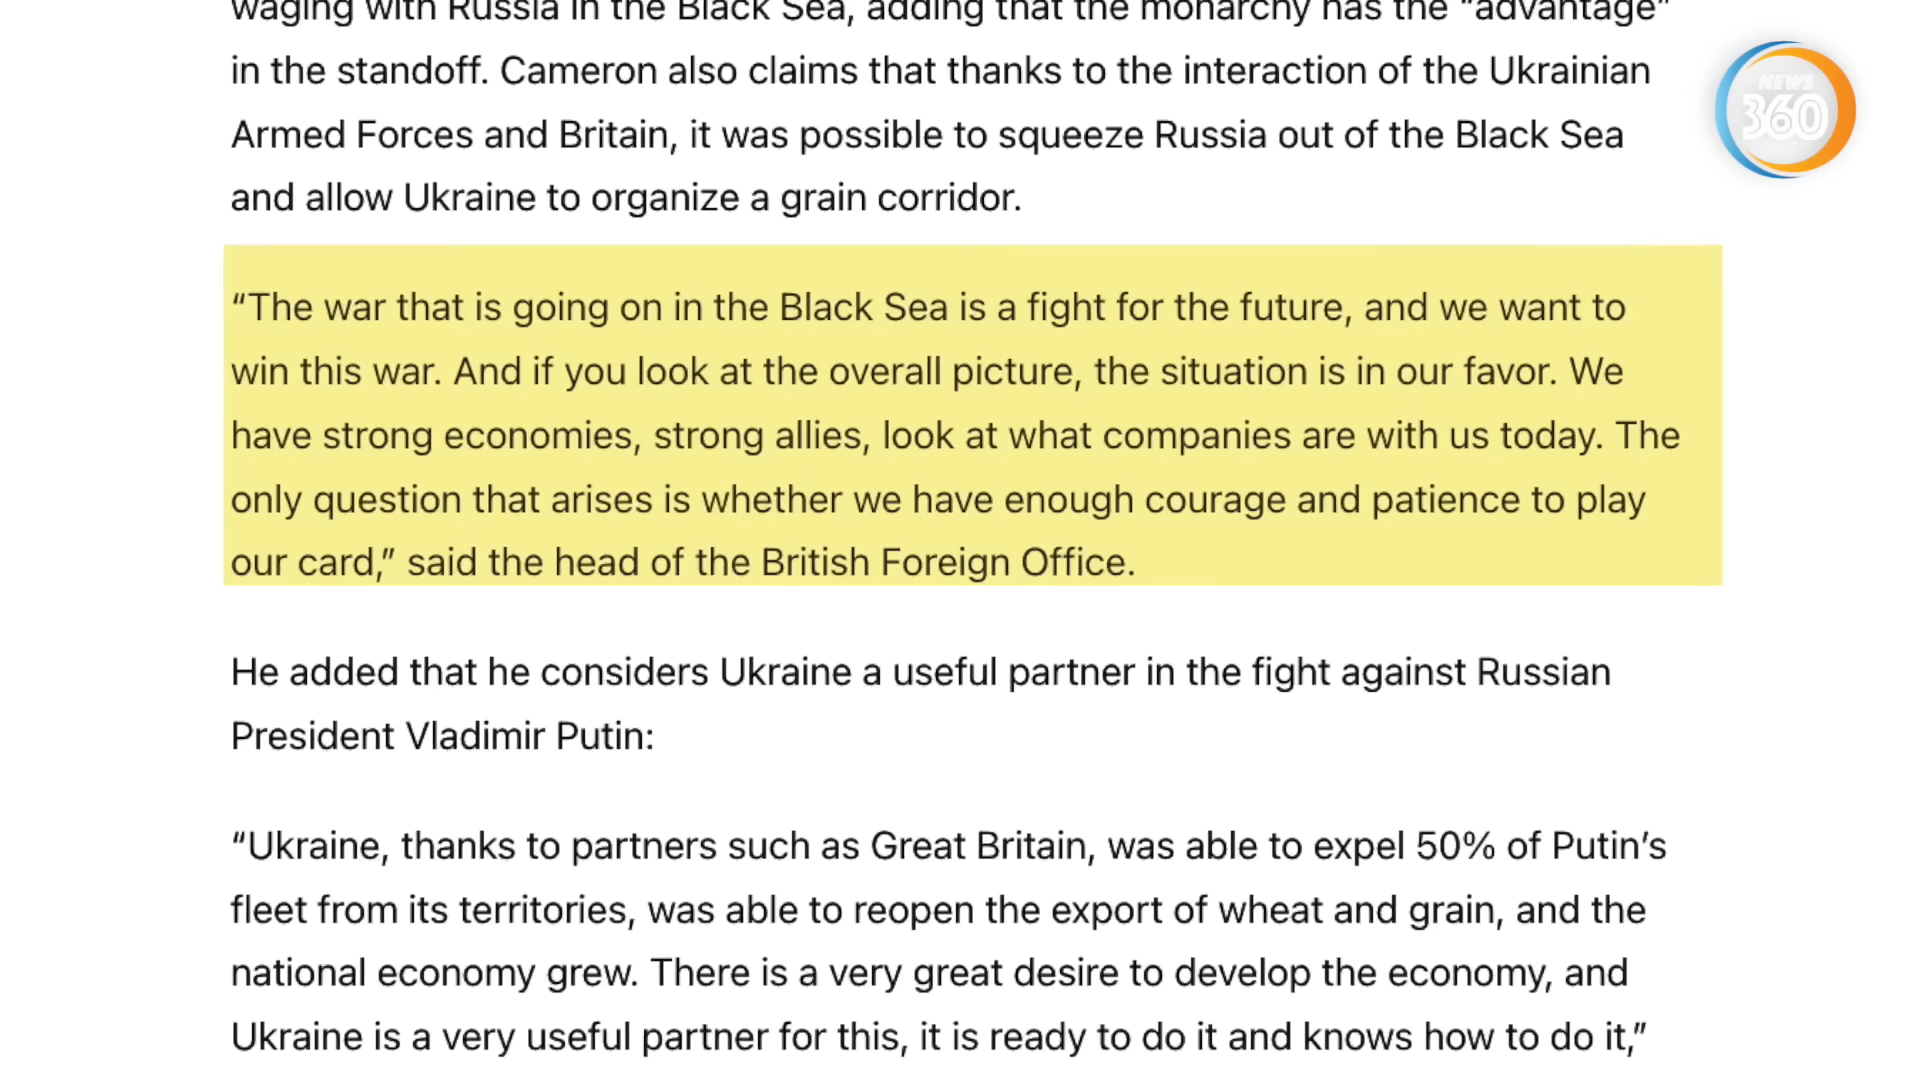 waging with Russia in the Black Sea, adding that the monarchy has the “advantage”
in the standoff. Cameron also claims that thanks to the interaction of the Ukrainian
Armed Forces and Britain, it was possible to squeeze Russia out of the Black Sea
and allow Ukraine to organize a grain corridor.
NEWS
360
“The war that is going on in the Black Sea is a fight for the future, and we want to
win this war. And if you look at the overall picture, the situation is in our favor. We
have strong economies, strong allies, look at what companies are with us today. The
only question that arises is whether we have enough courage and patience to play
our card,” said the head of the British Foreign Office.
He added that he considers Ukraine a useful partner in the fight against Russian
President Vladimir Putin:
“Ukraine, thanks to partners such as Great Britain, was able to expel 50% of Putin’s
fleet from its territories, was able to reopen the export of wheat and grain, and the
national economy grew. There is a very great desire to develop the economy, and
Ukraine is a very useful partner for this, it is ready to do it and knows how to do it,”